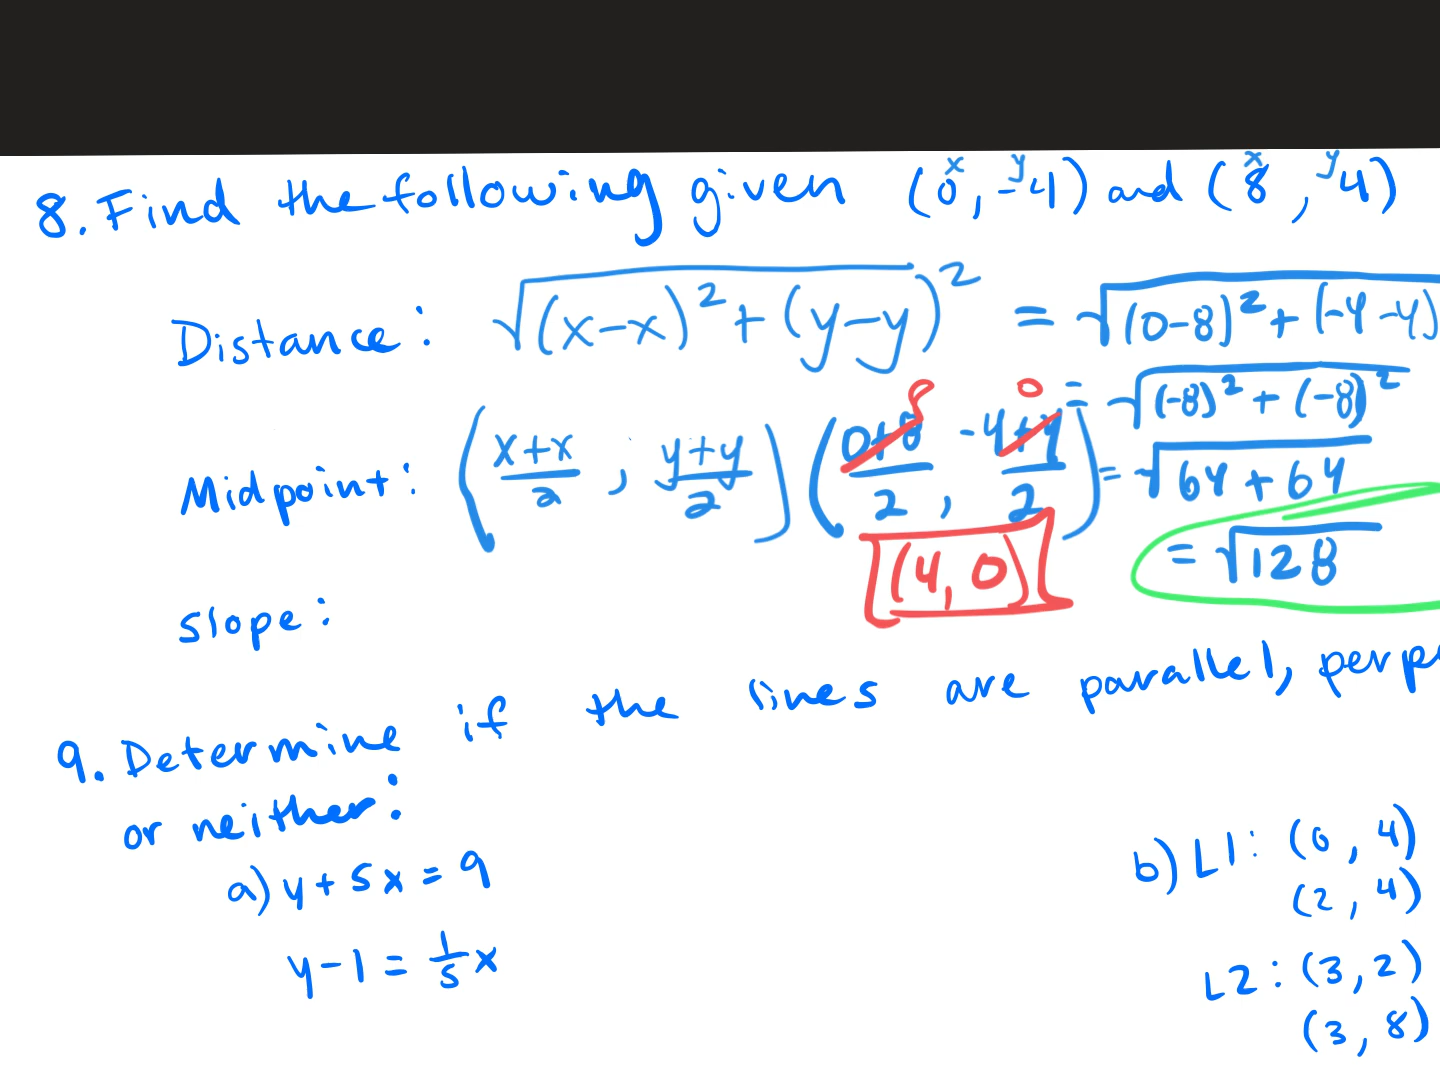 8. Find the following given (0, -4) and (8, 4)
x y x y
Distance: √(x-x)² + (y-y)² = √(0-8)² + (-4-4)
= √(-8)² + (-8)²
= √64 + 64
= √128
Midpoint: (x+x/2, y+y/2) (0+8/2, -4+4/2)
8 0
(4, 0)
slope:
9. Determine if the lines are parallel, perp
or neither:
a) y + 5x = 9
y - 1 = 1/5 x
b) L1: (0, 4)
(2, 4)
L2: (3, 2)
(3, 8)